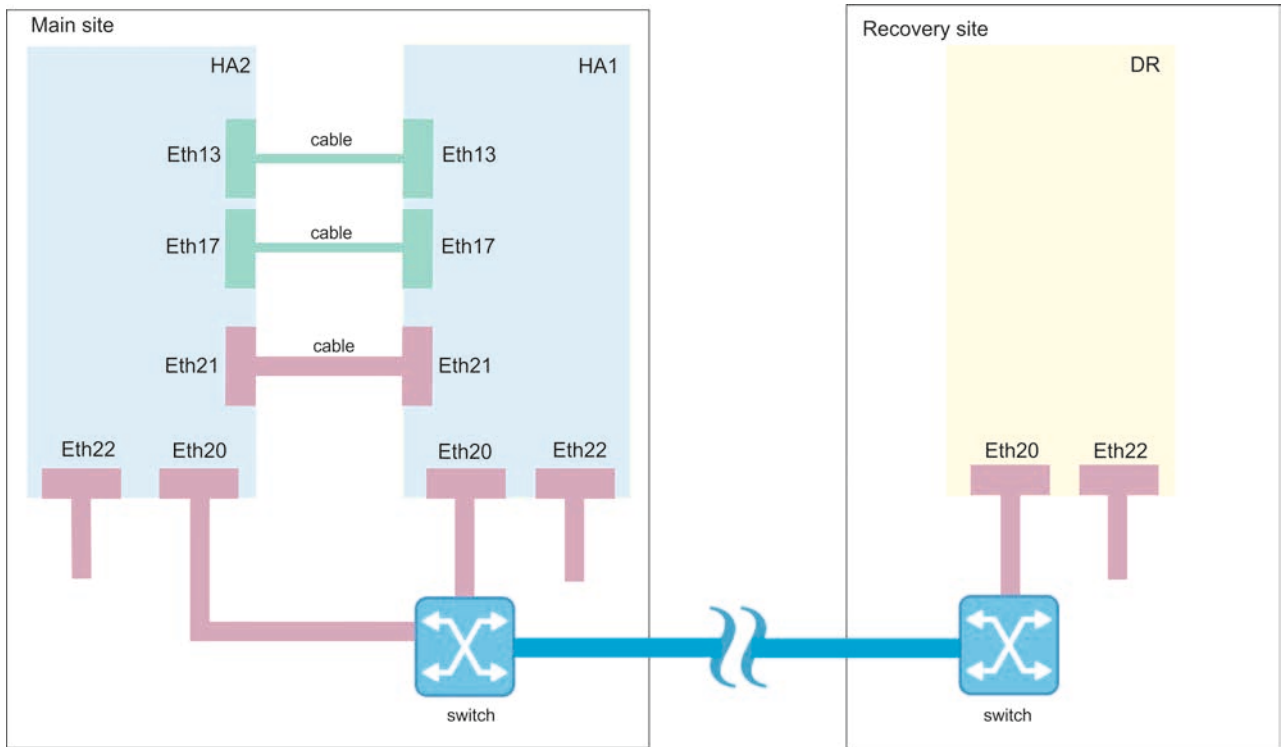 Main site
HA2
HA1
cable
Eth13
Eth13
cable
Eth17
Eth17
cable
Eth21
Eth21
Eth22
Eth20
Eth20
Eth22
switch
Recovery site
DR
Eth20
Eth22
switch